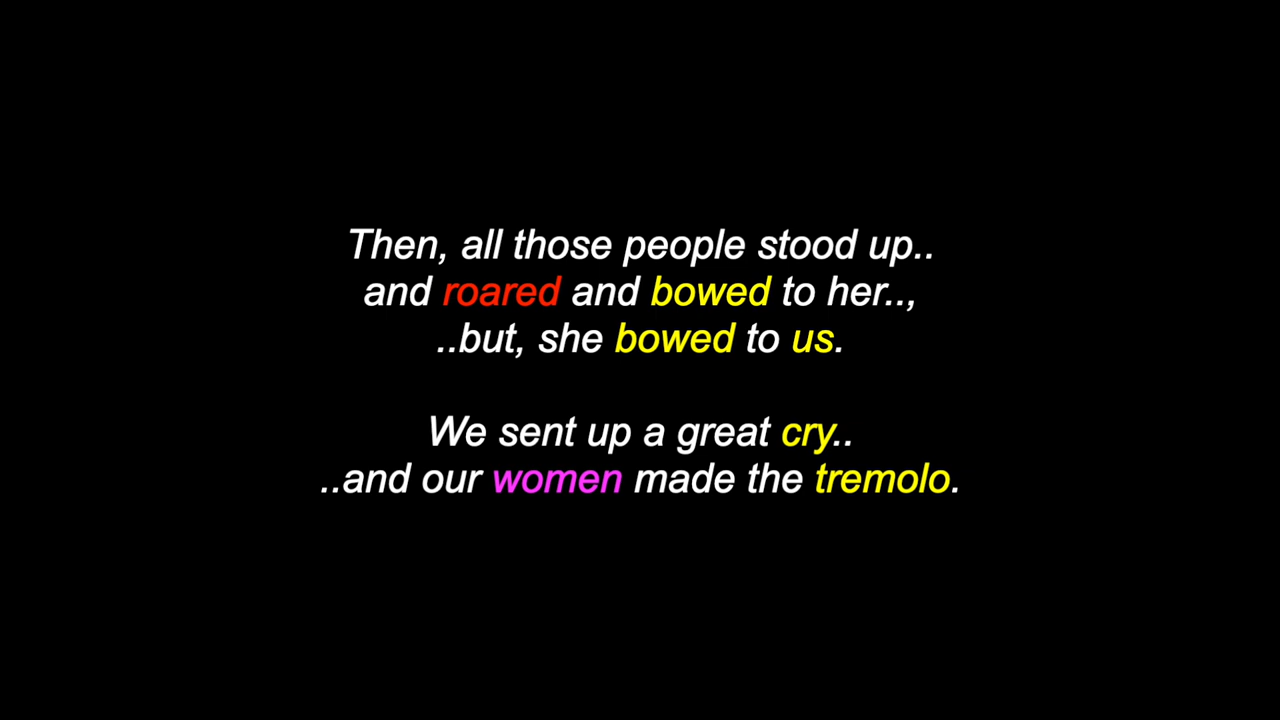 Then, all those people stood up..
and roared and bowed to her..,
..but, she bowed to us.
We sent up a great cry..
..and our women made the tremolo.